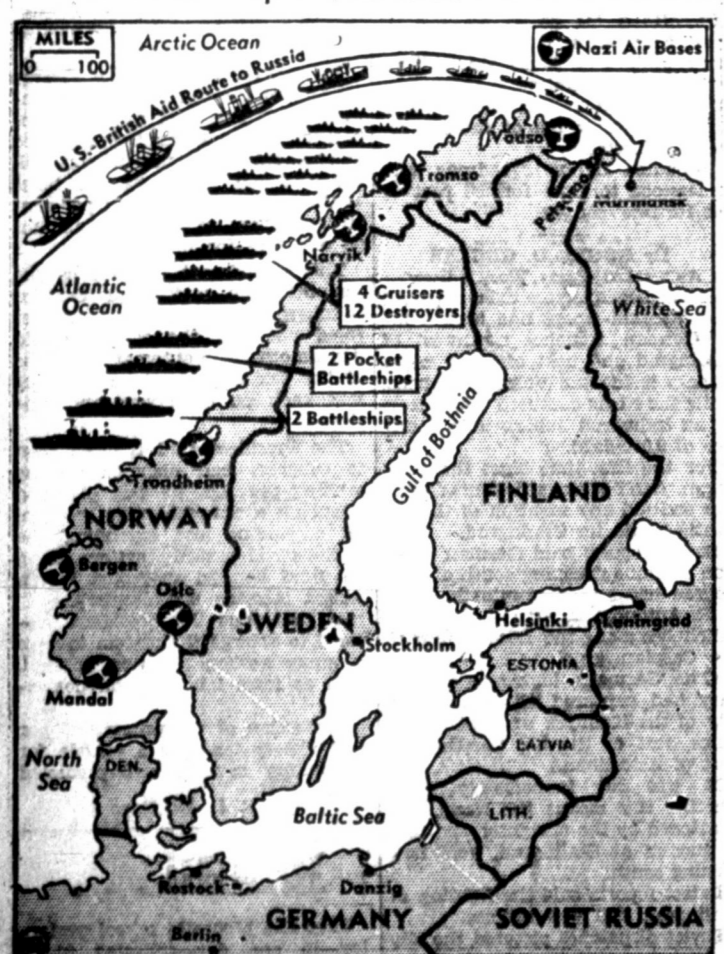 MILES
0 100
Arctic Ocean
Nazi Air Bases
U.S.-British Aid Route to Russia
Vadso
Tromso
Petsamo
Murmansk
Narvik
4 Cruisers
12 Destroyers
White Sea
Atlantic
Ocean
2 Pocket
Battleships
2 Battleships
Gulf of Bothnia
Trondheim
FINLAND
NORWAY
Bergen
Oslo
Helsinki
Leningrad
SWEDEN
Stockholm
ESTONIA
Mandal
North
Sea
DEN.
LATVIA
Baltic Sea
LITH.
Rostock
Danzig
GERMANY
SOVIET RUSSIA
Berlin